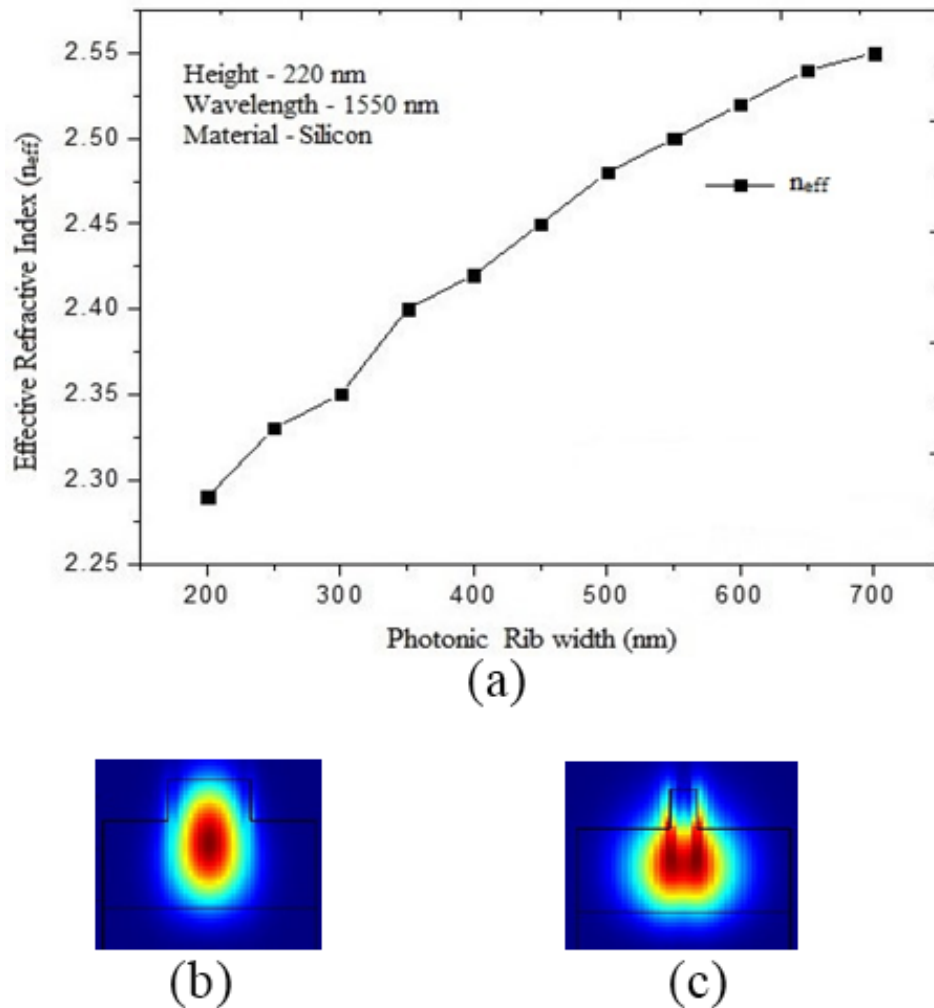 2.55
2.50
2.45
2.40
2.35
2.30
2.25
Effective Refractive Index (neff)
Height - 220 nm
Wavelength - 1550 nm
Material - Silicon
neff
200 300 400 500 600 700
Photonic Rib width (nm)
(a)
(b) (c)